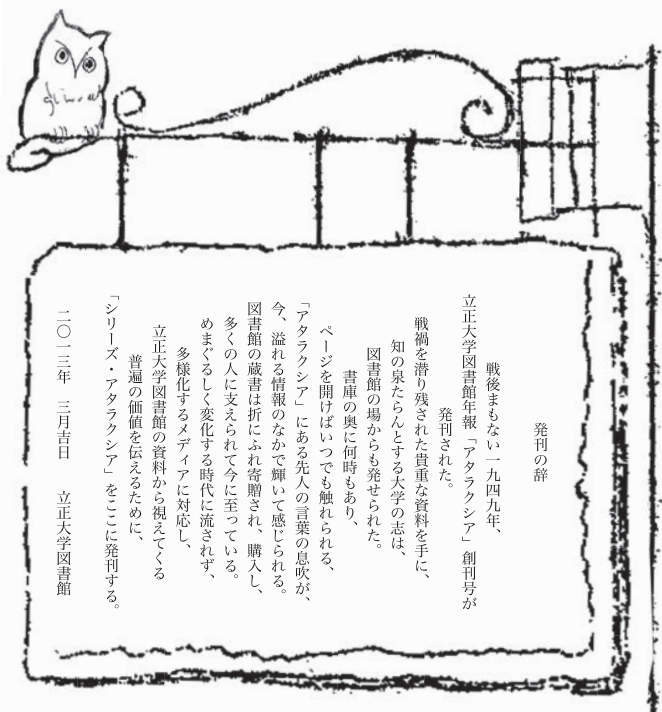 発刊の辞
戦後まもない一九四九年、
立正大学図書館年報「アタラクシア」創刊号が
発刊された。
戦禍を潜り残された貴重な資料を手に、
知の泉たらんとする大学の志は、
図書館の場からも発せられた。
書庫の奥に何時もあり、
ページを開けばいつでも触れられる、
「アタラクシア」にある先人の言葉の息吹が、
今、溢れる情報のなかで輝いて感じられる。
図書館の蔵書は折にふれ寄贈され、購入し、
多くの人に支えられて今に至っている。
めまぐるしく変化する時代に流されず、
多様化するメディアに対応し、
立正大学図書館の資料から視えてくる
普遍の価値を伝えるために、
「シリーズ・アタラクシア」をここに発刊する。
二〇一三年 三月吉日 立正大学図書館